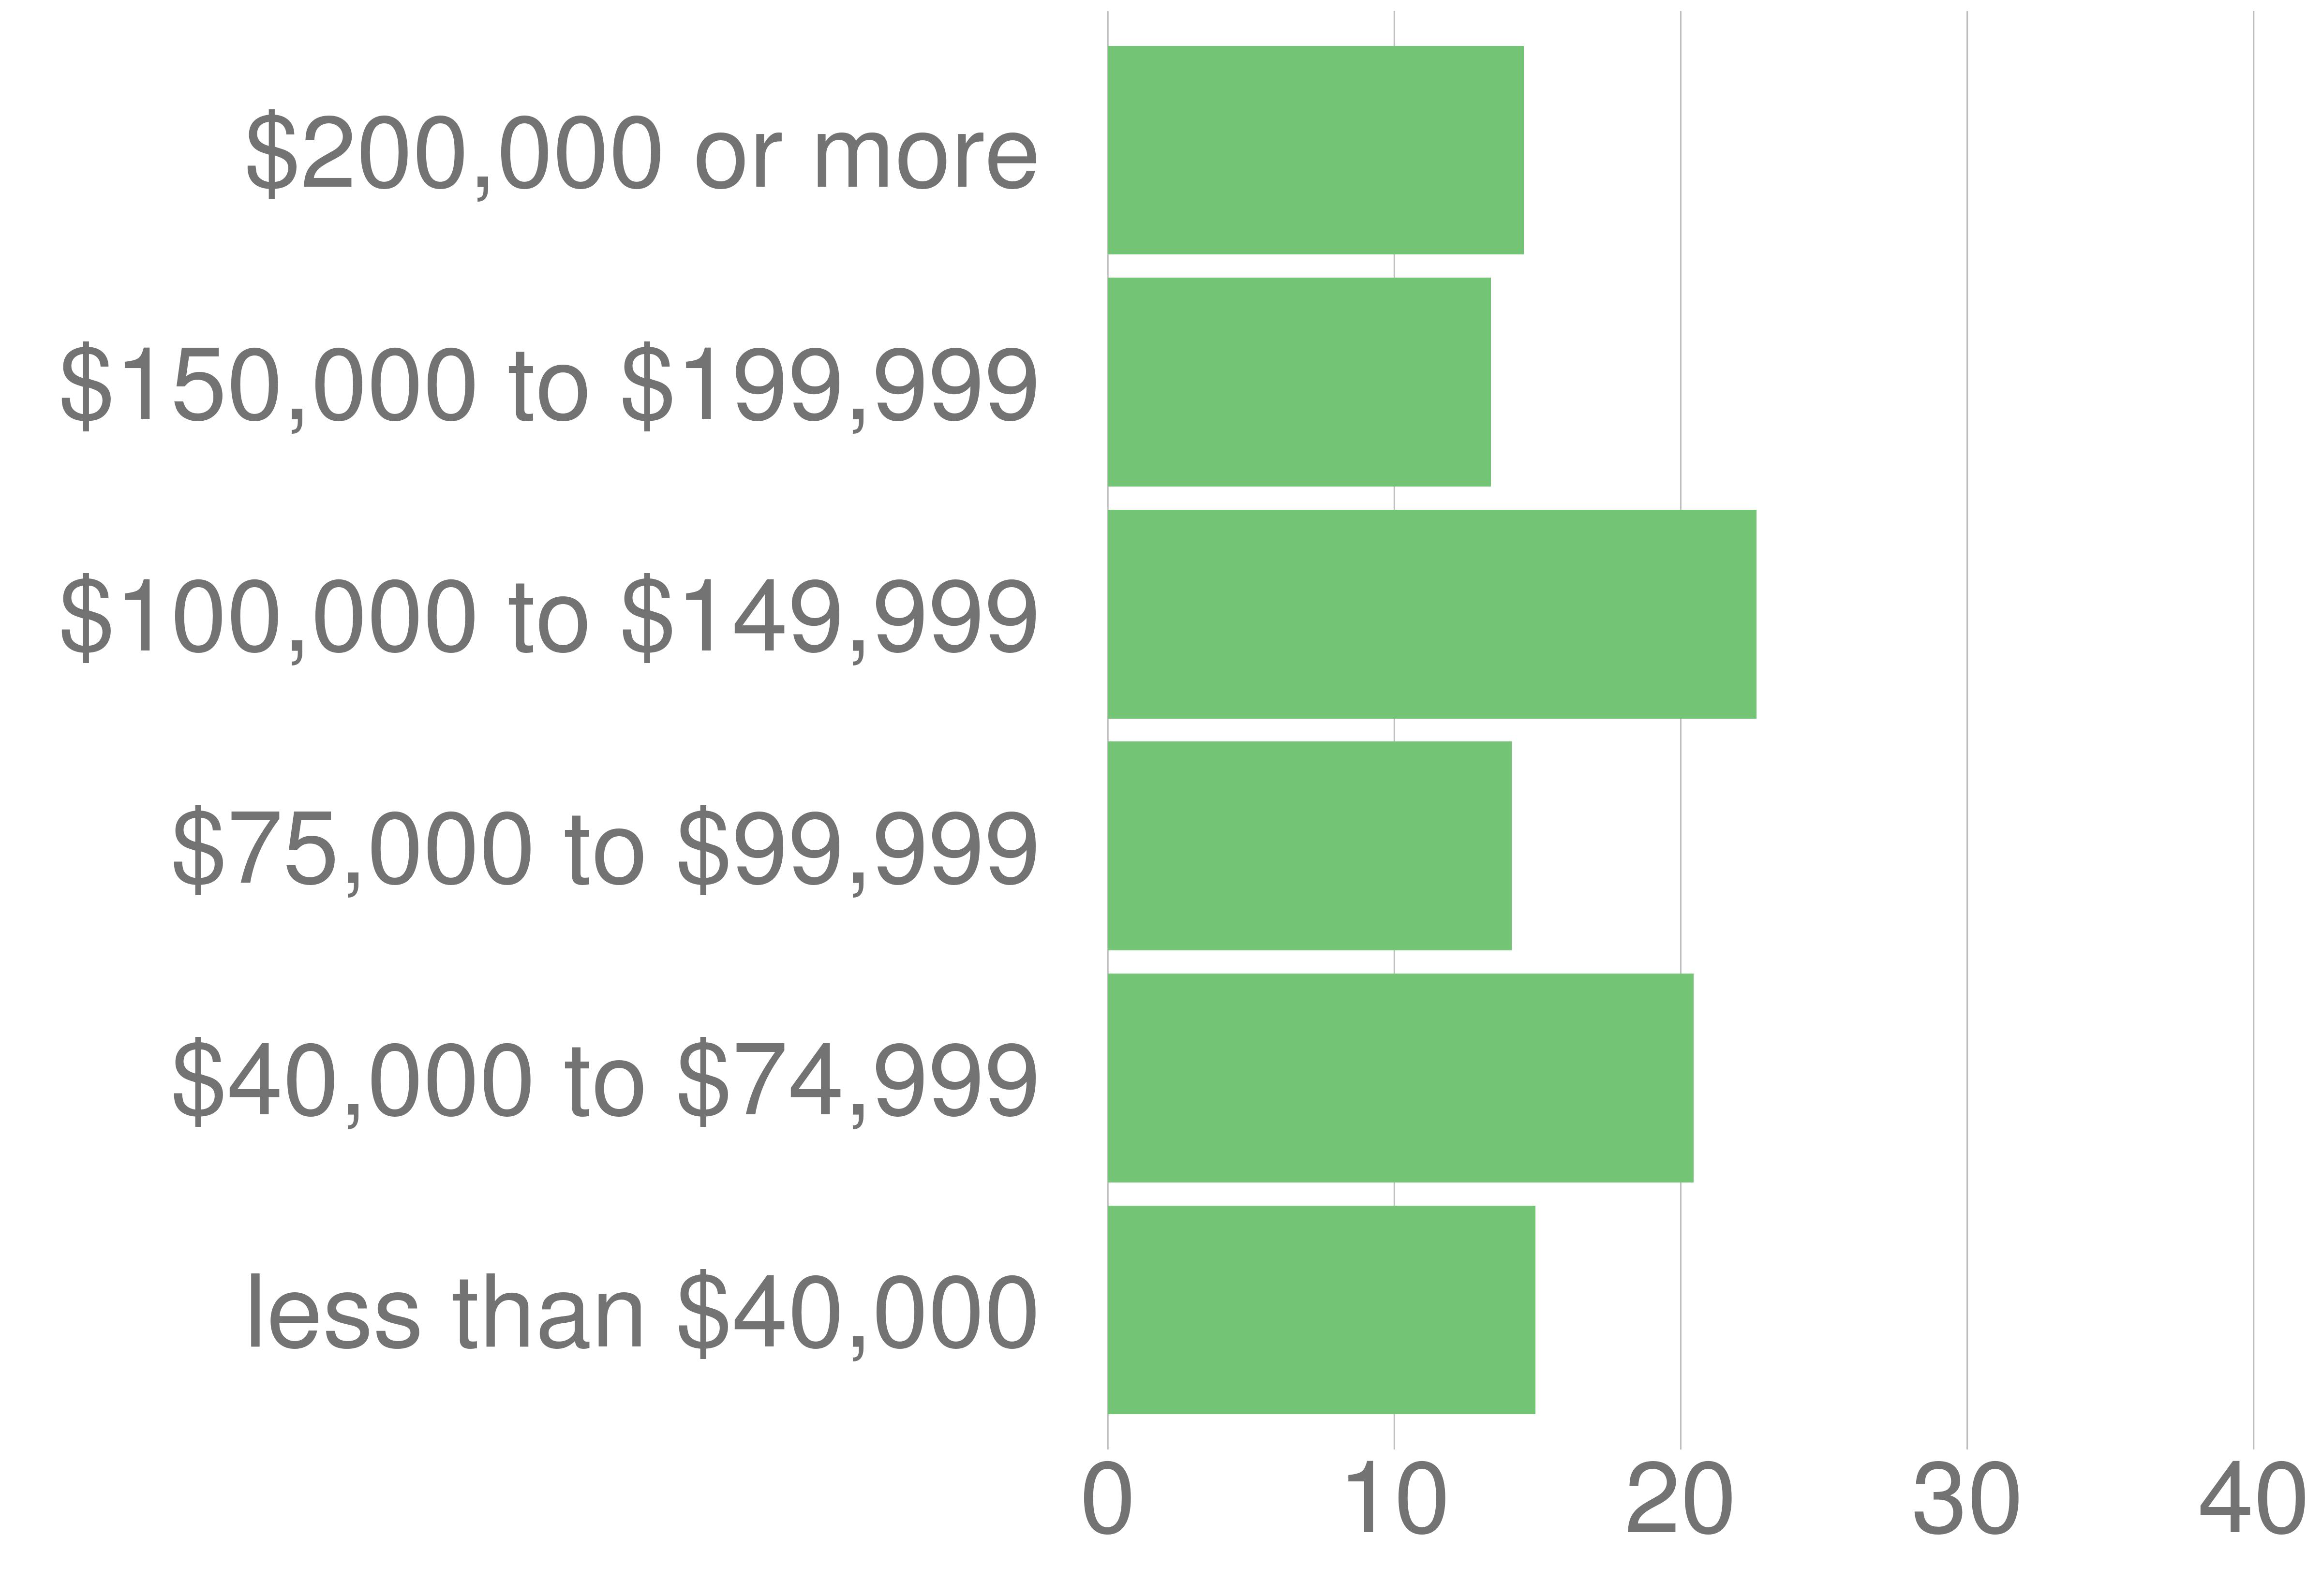 $200,000 or more
$150,000 to $199,999
$100,000 to $149,999
$75,000 to $99,999
$40,000 to $74,999
less than $40,000
0 10 20 30 40